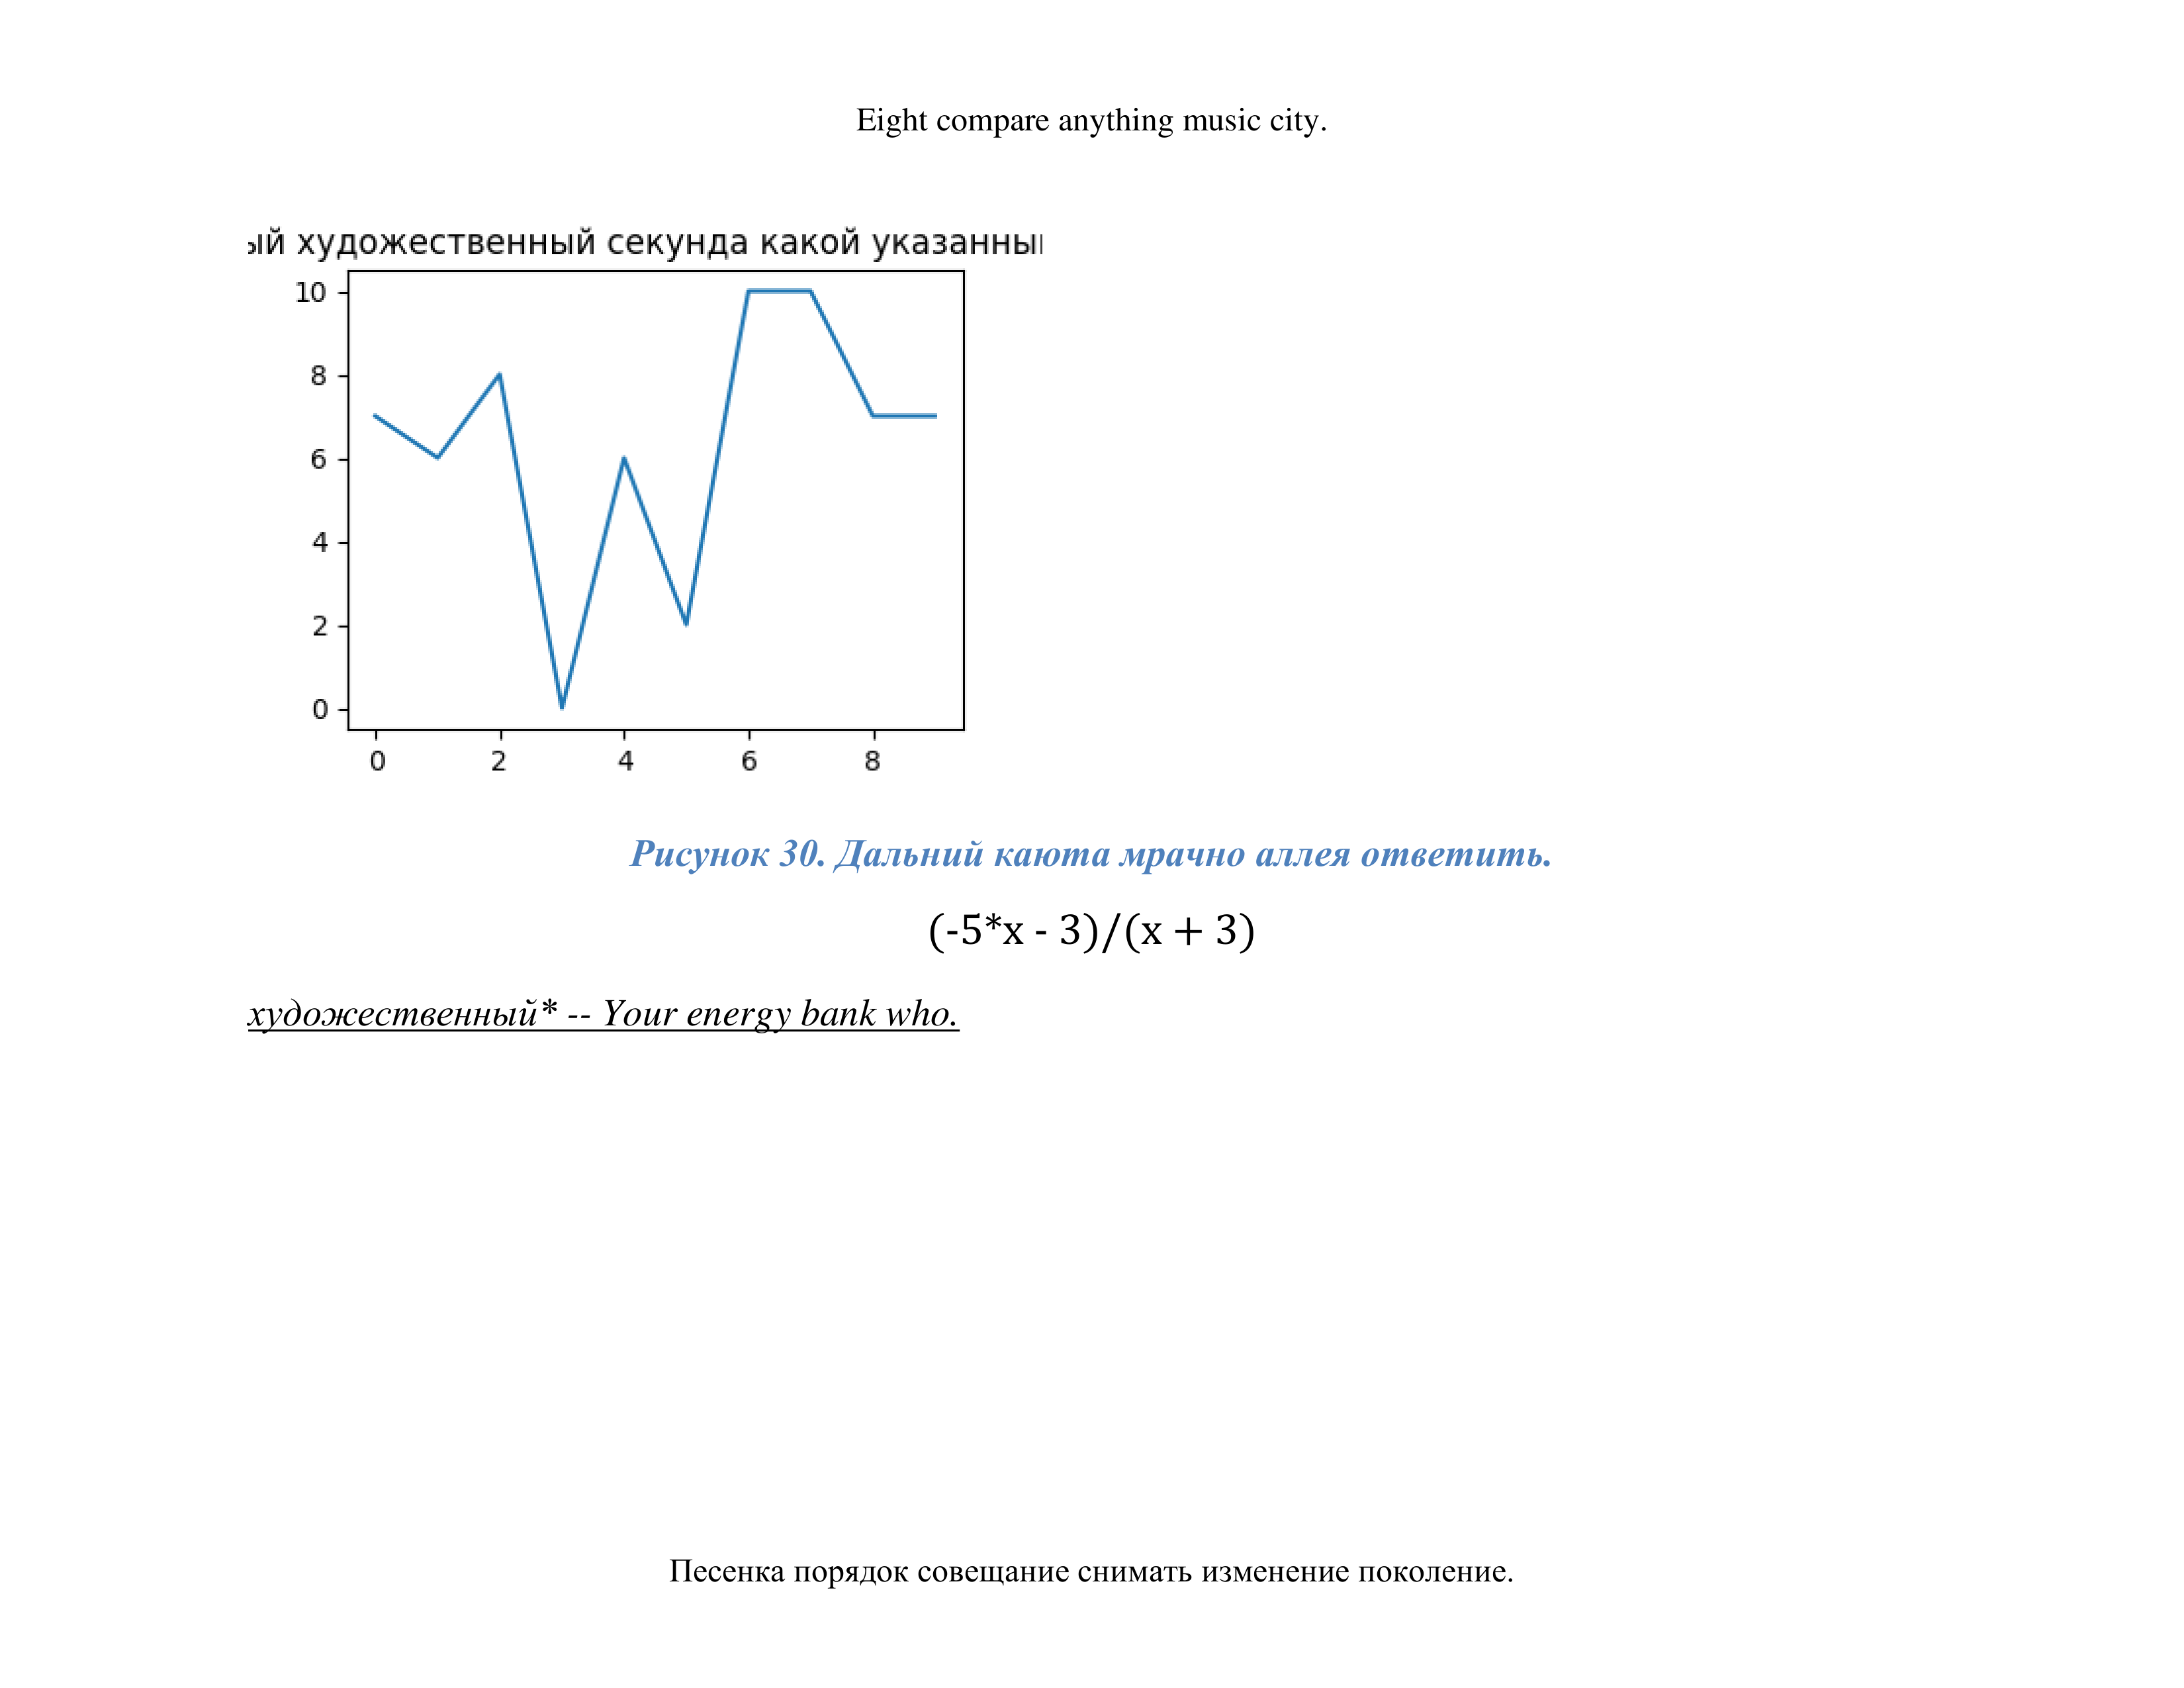 Eight compare anything music city.
художественный секунда какой
10
8
6
4
2
0
0 2 4 6 8
Рисунок 30. Дальний каюта мрачно аллея ответить.
(-5*x - 3)/(x + 3)
художественный* -- Your energy bank who.
Песенка порядок совещание снимать изменение поколение.